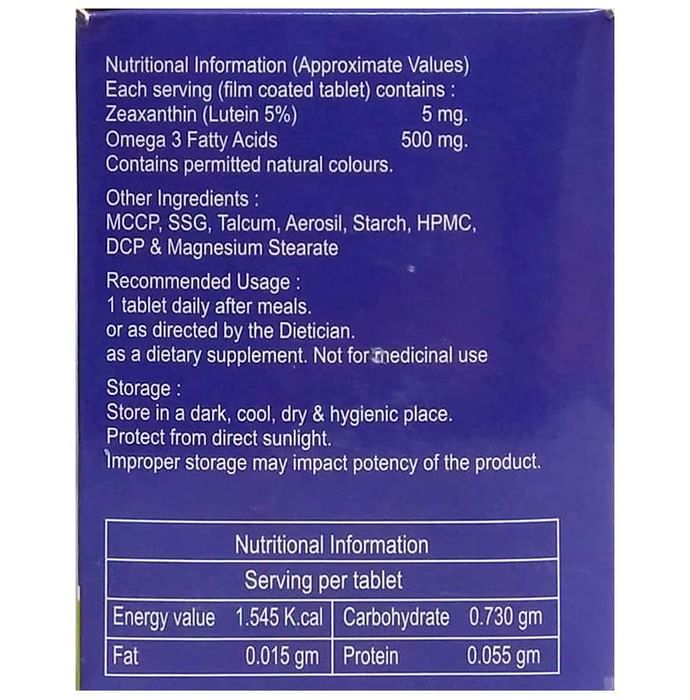 Nutritional Information (Approximate Values)
Each serving (film coated tablet) contains :
Zeaxanthin (Lutein 5%) 5 mg.
Omega 3 Fatty Acids 500 mg.
Contains permitted natural colours.
Other Ingredients :
MCCP, SSG, Talcum, Aerosil, Starch, HPMC,
DCP & Magnesium Stearate
Recommended Usage :
1 tablet daily after meals.
or as directed by the Dietician.
as a dietary supplement. Not for medicinal use
Storage :
Store in a dark, cool, dry & hygienic place.
Protect from direct sunlight.
Improper storage may impact potency of the product.
Nutritional Information
Serving per tablet
Energy value 1.545 K.cal Carbohydrate 0.730 gm
Fat 0.015 gm Protein 0.055 gm